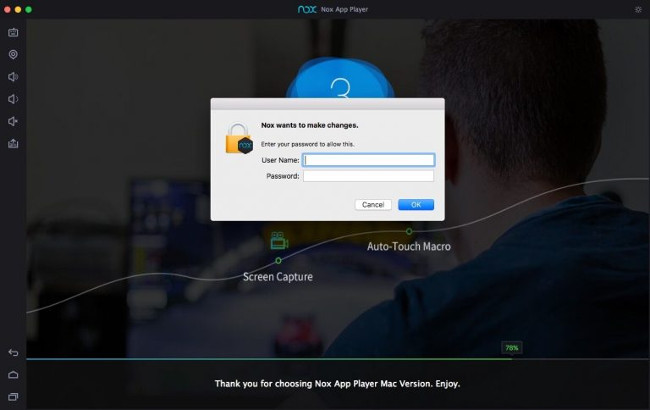 nox Nox App Player
3
Nox wants to make changes.
nox
Enter your password to allow this.
User Name:
Password:
Cancel OK
Auto-Touch Macro
Screen Capture
76%
Thank you for choosing Nox App Player Mac Version. Enjoy.